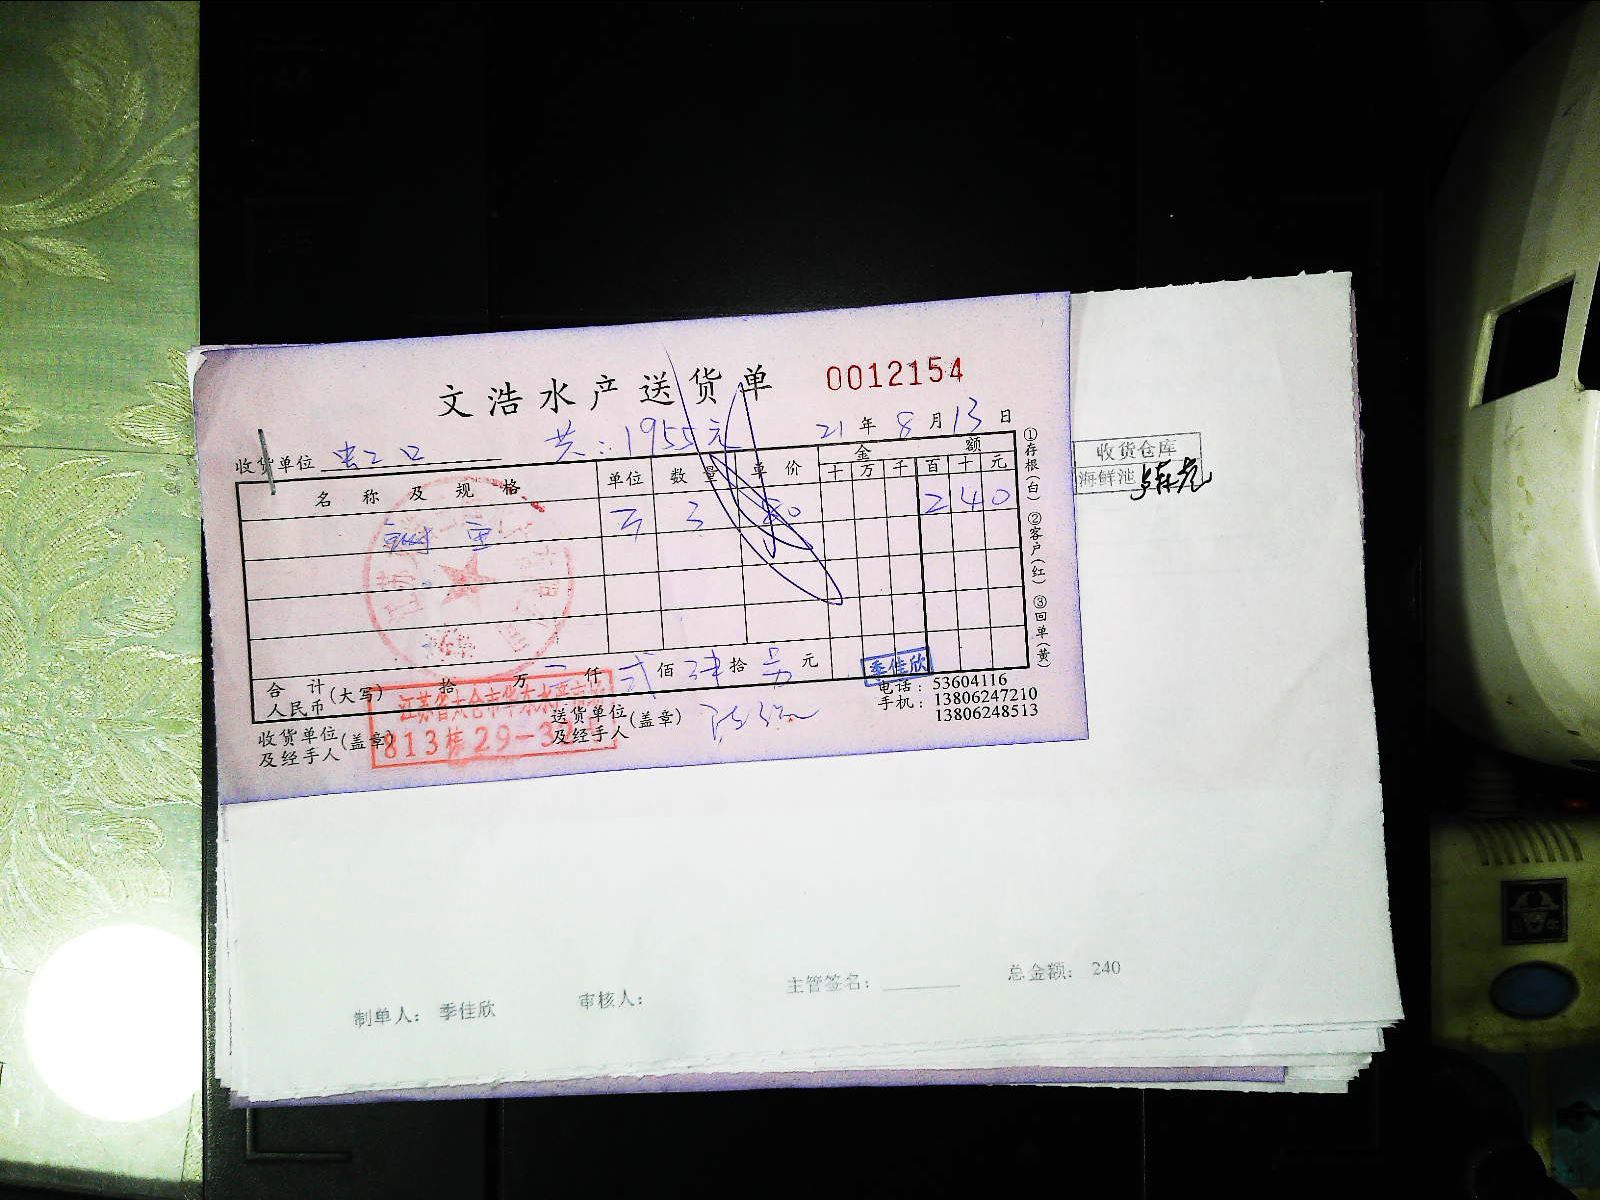 文浩水产送货单 0012154
收货单位 虹口 共:1955元 21年8月13日
名称及规格 单位 数量 单价 金额
十 万 千 百 十 元
3 80 240
合计(大写) 拾 万 仟 弍佰 肆拾 元
人民币
收货单位(盖章)
及经手人
送货单位(盖章)
及经手人
季佳欣
电话:53604116
手机:13806247210
13806248513
813栋29-3
①存根(白) ②客户(红) ③回单(黄)
收货仓库
海鲜池
制单人: 季佳欣 审核人: 主管签名: 总金额: 240